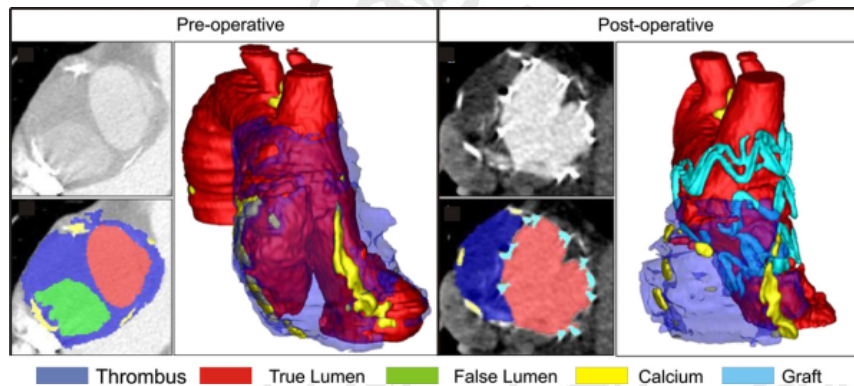 Pre-operative
Post-operative
Thrombus
True Lumen
False Lumen
Calcium
Graft